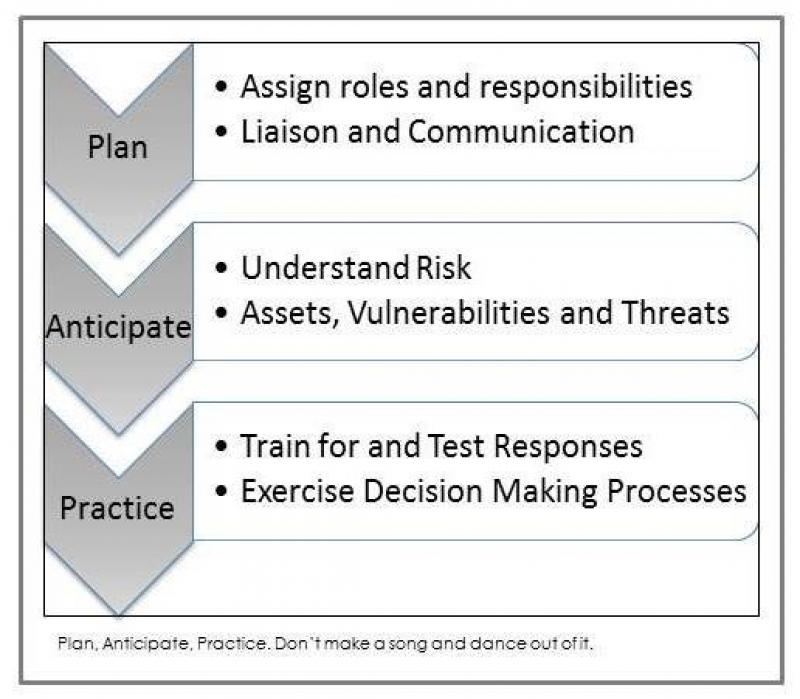 Plan
• Assign roles and responsibilities
• Liaison and Communication
Anticipate
• Understand Risk
• Assets, Vulnerabilities and Threats
Practice
• Train for and Test Responses
• Exercise Decision Making Processes
Plan, Anticipate, Practice. Don't make a song and dance out of it.